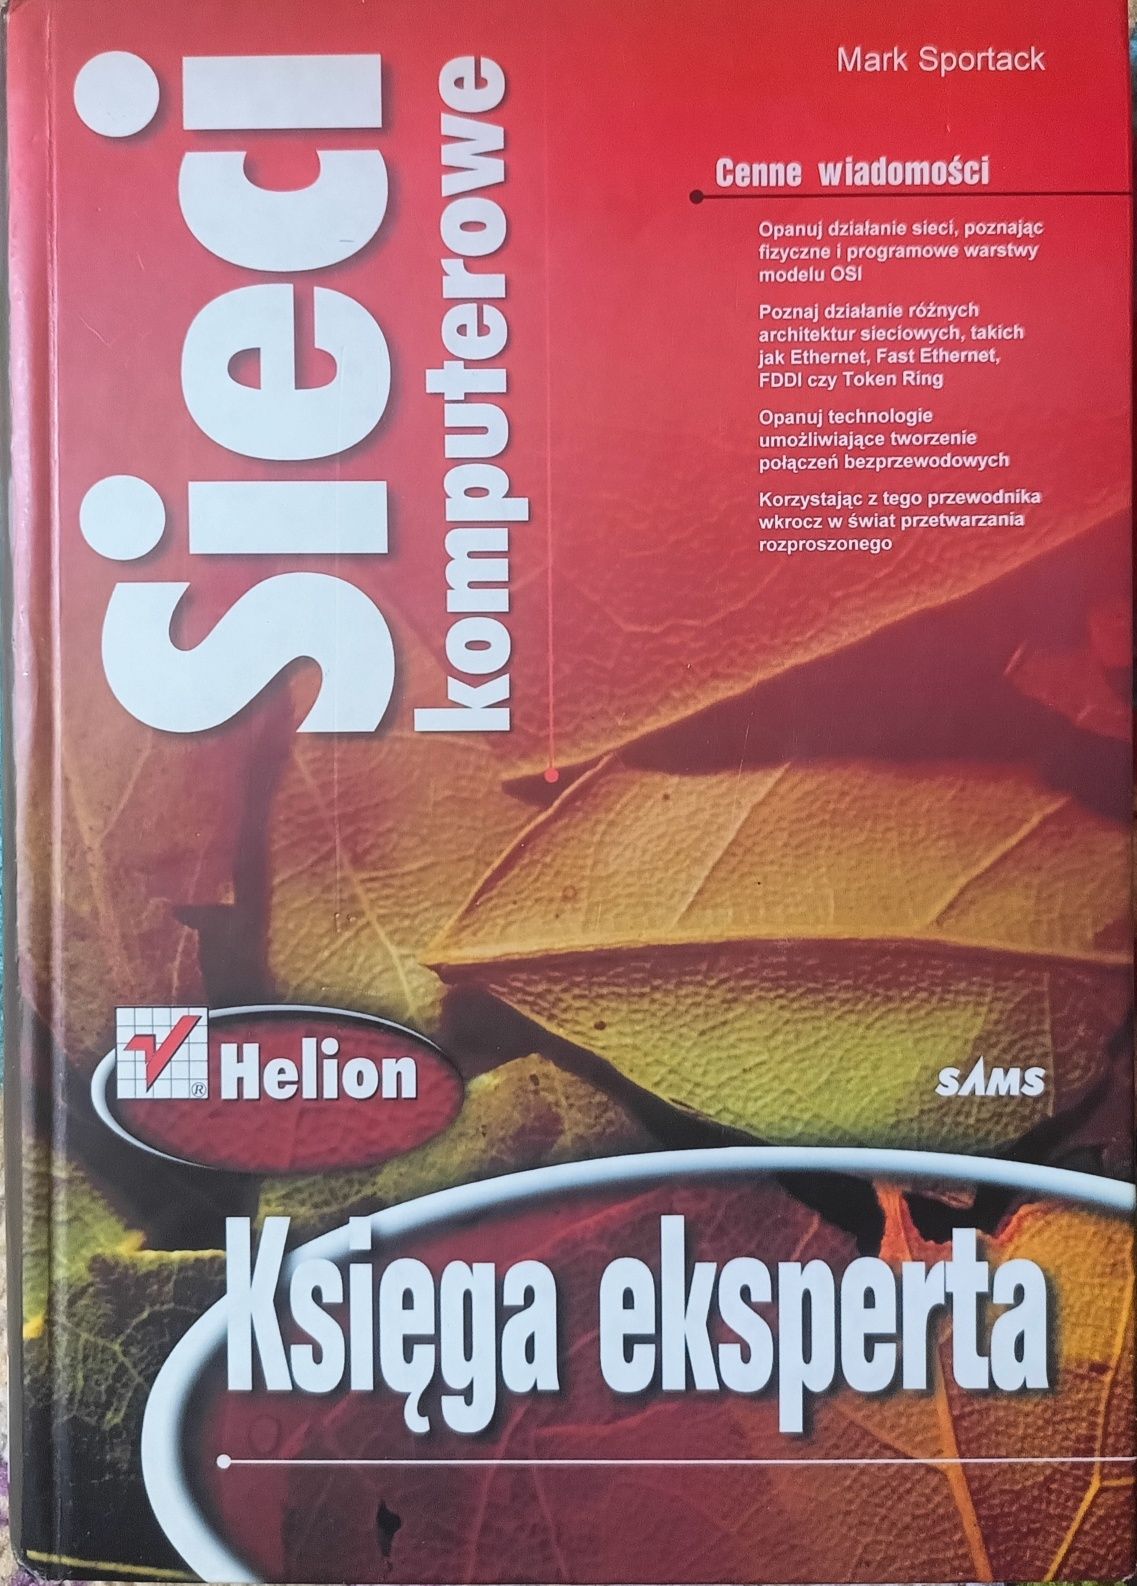 Mark Sportack
Sieci
komputerowe
Cenne wiadomości
Opanuj działanie sieci, poznając
fizyczne i programowe warstwy
modelu OSI
Poznaj działanie różnych
architektur sieciowych, takich
jak Ethernet, Fast Ethernet,
FDDI czy Token Ring
Opanuj technologie
umożliwiające tworzenie
połączeń bezprzewodowych
Korzystając z tego przewodnika
wkrocz w świat przetwarzania
rozproszonego
® Helion
SAMS
Księga eksperta